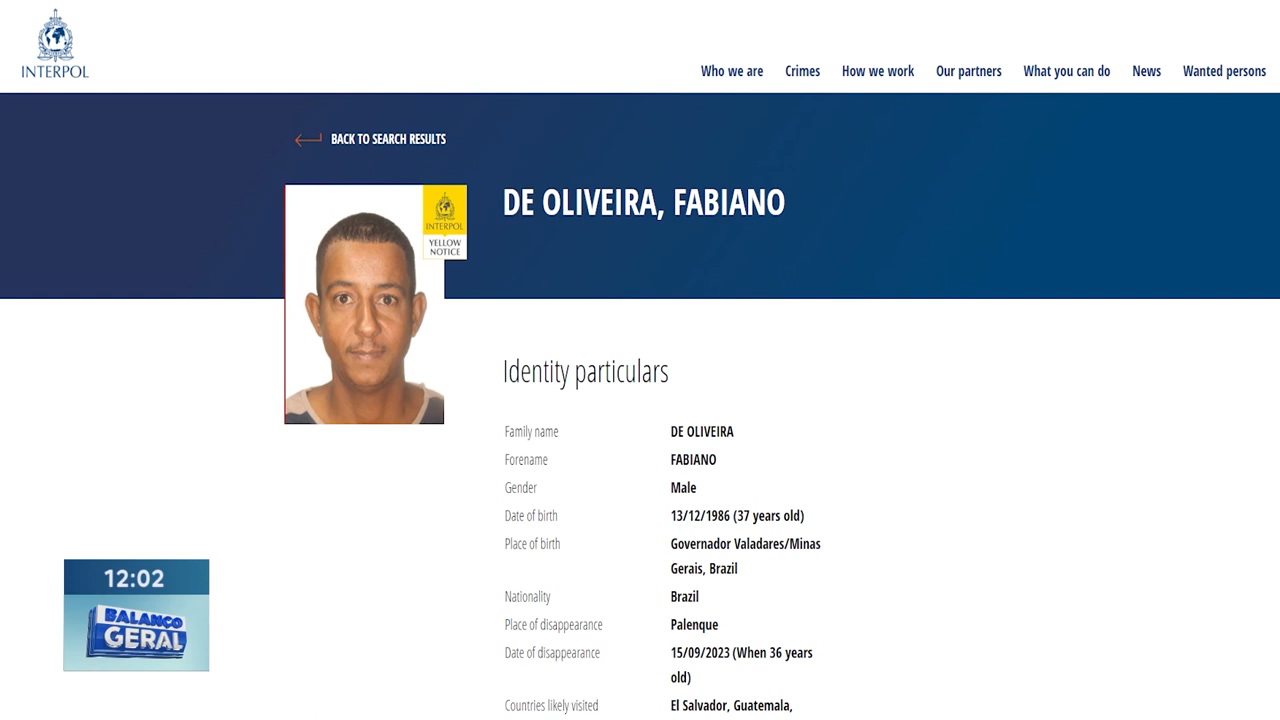 INTERPOL
Who we are Crimes How we work Our partners What you can do News Wanted persons
BACK TO SEARCH RESULTS
INTERPOL
YELLOW
NOTICE
DE OLIVEIRA, FABIANO
Identity particulars
Family name DE OLIVEIRA
Forename FABIANO
Gender Male
Date of birth 13/12/1986 (37 years old)
Place of birth Governador Valadares/Minas
Gerais, Brazil
Nationality Brazil
Place of disappearance Palenque
Date of disappearance 15/09/2023 (When 36 years
old)
Countries likely visited El Salvador, Guatemala,
12:02
BALANÇO
GERAL